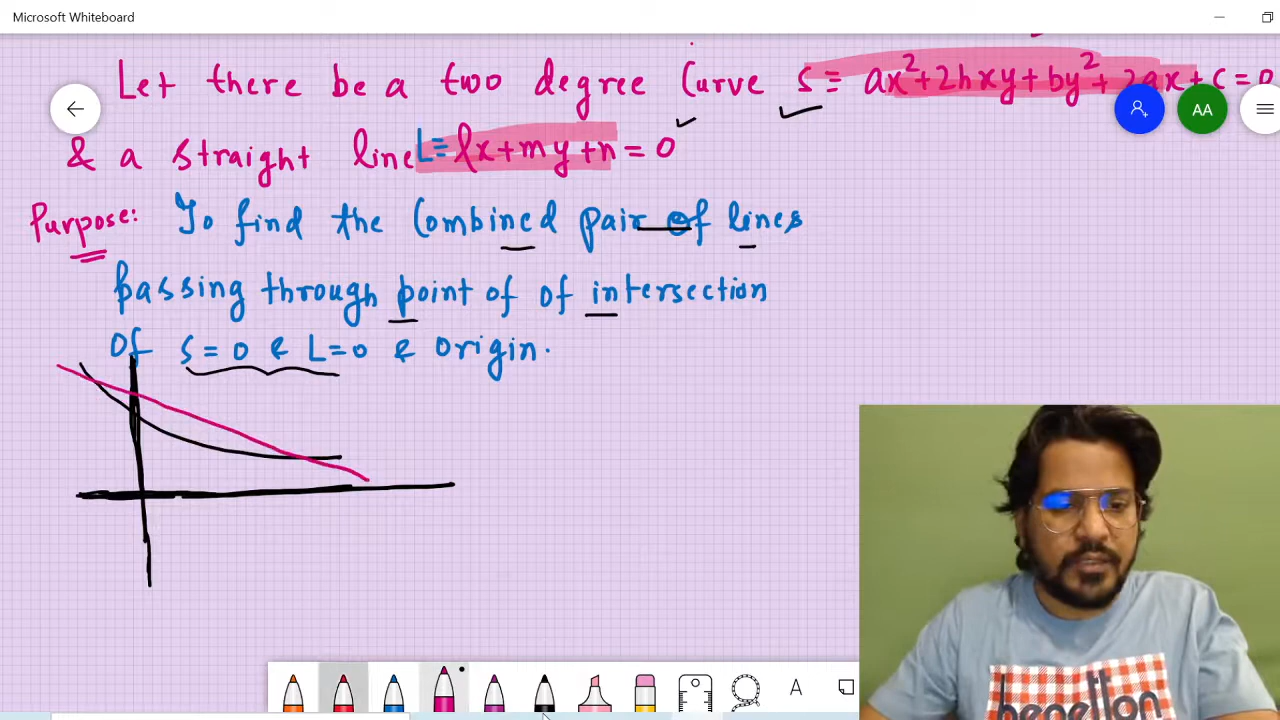 Microsoft Whiteboard
Let there be a two degree Curve S ≡ ax²+2hxy+by²+2gx+c=0
& a straight line L≡ lx+my+n=0
Purpose: To find the Combined pair of lines
passing through point of of intersection
Of S=0 & L=0 & Origin.
AA
A
benetton